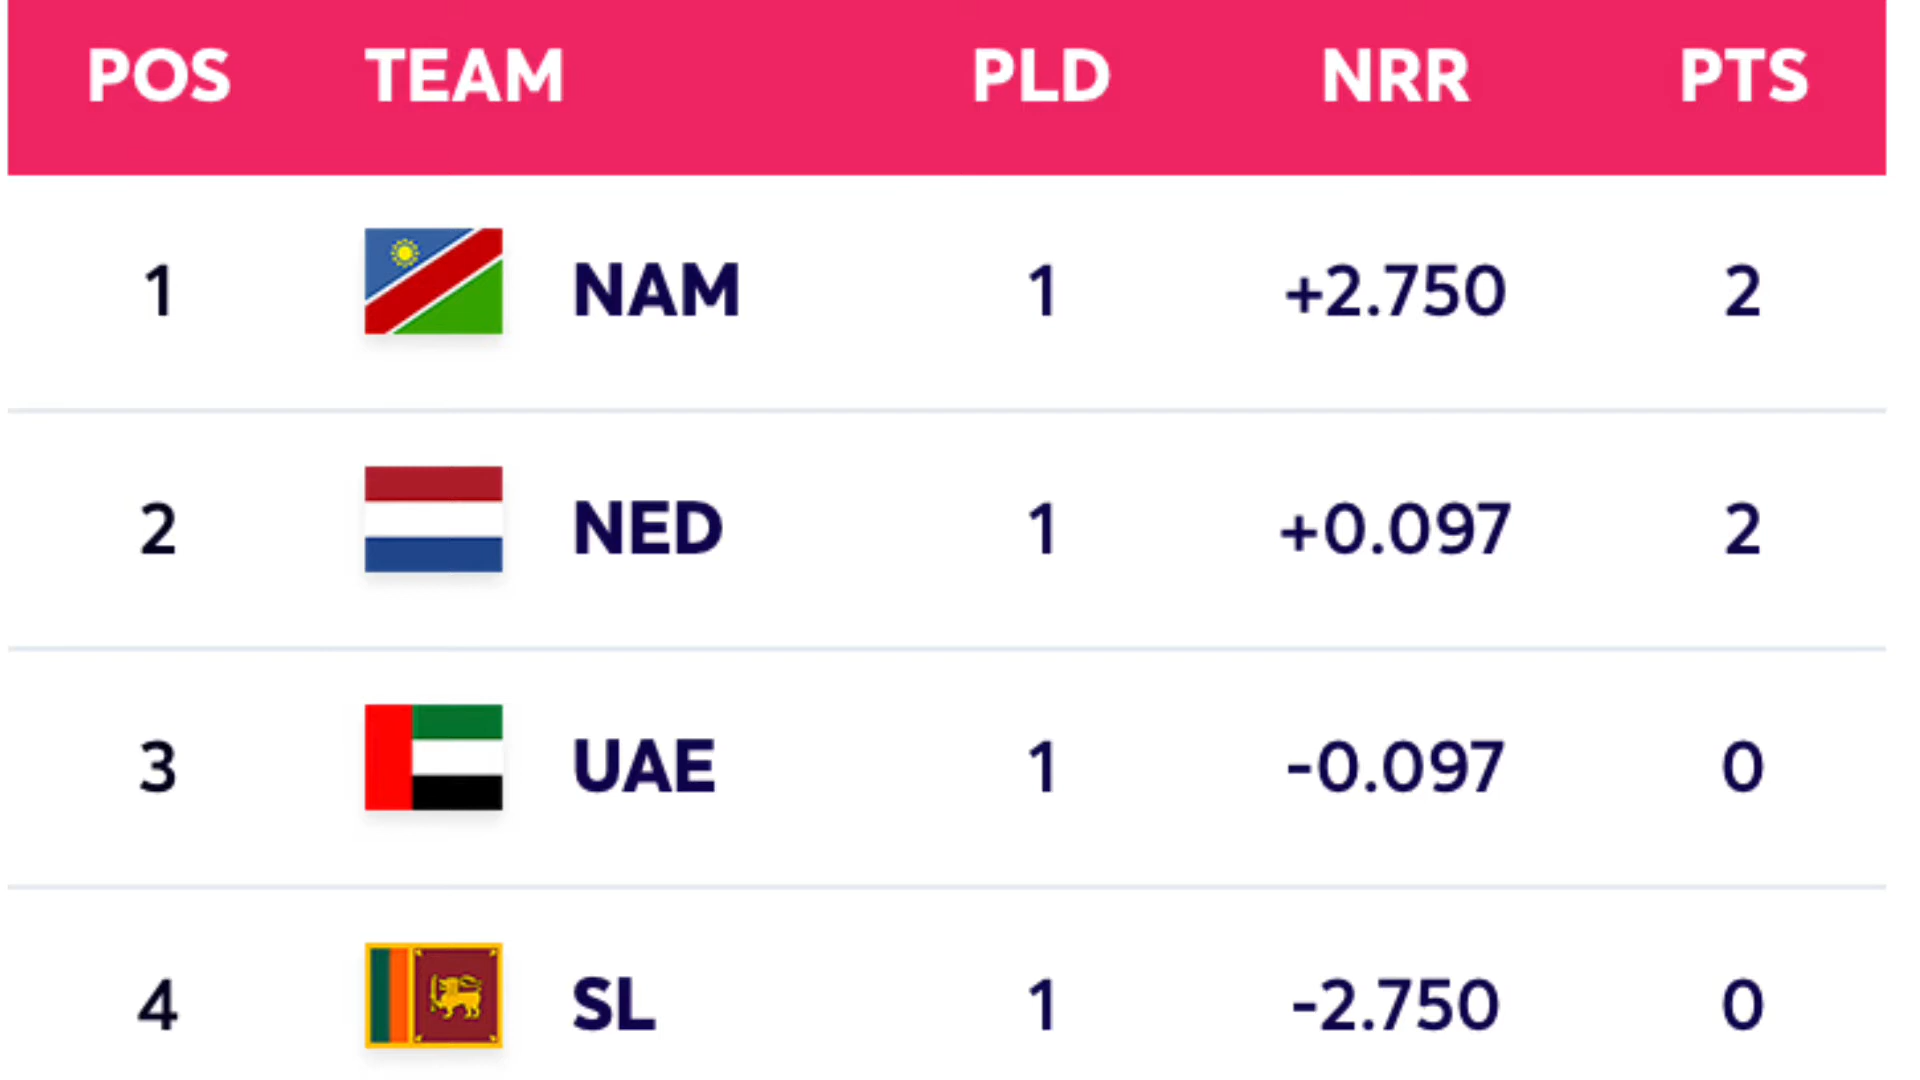 POS TEAM PLD NRR PTS
1 NAM 1 +2.750 2
2 NED 1 +0.097 2
3 UAE 1 -0.097 0
4 SL 1 -2.750 0